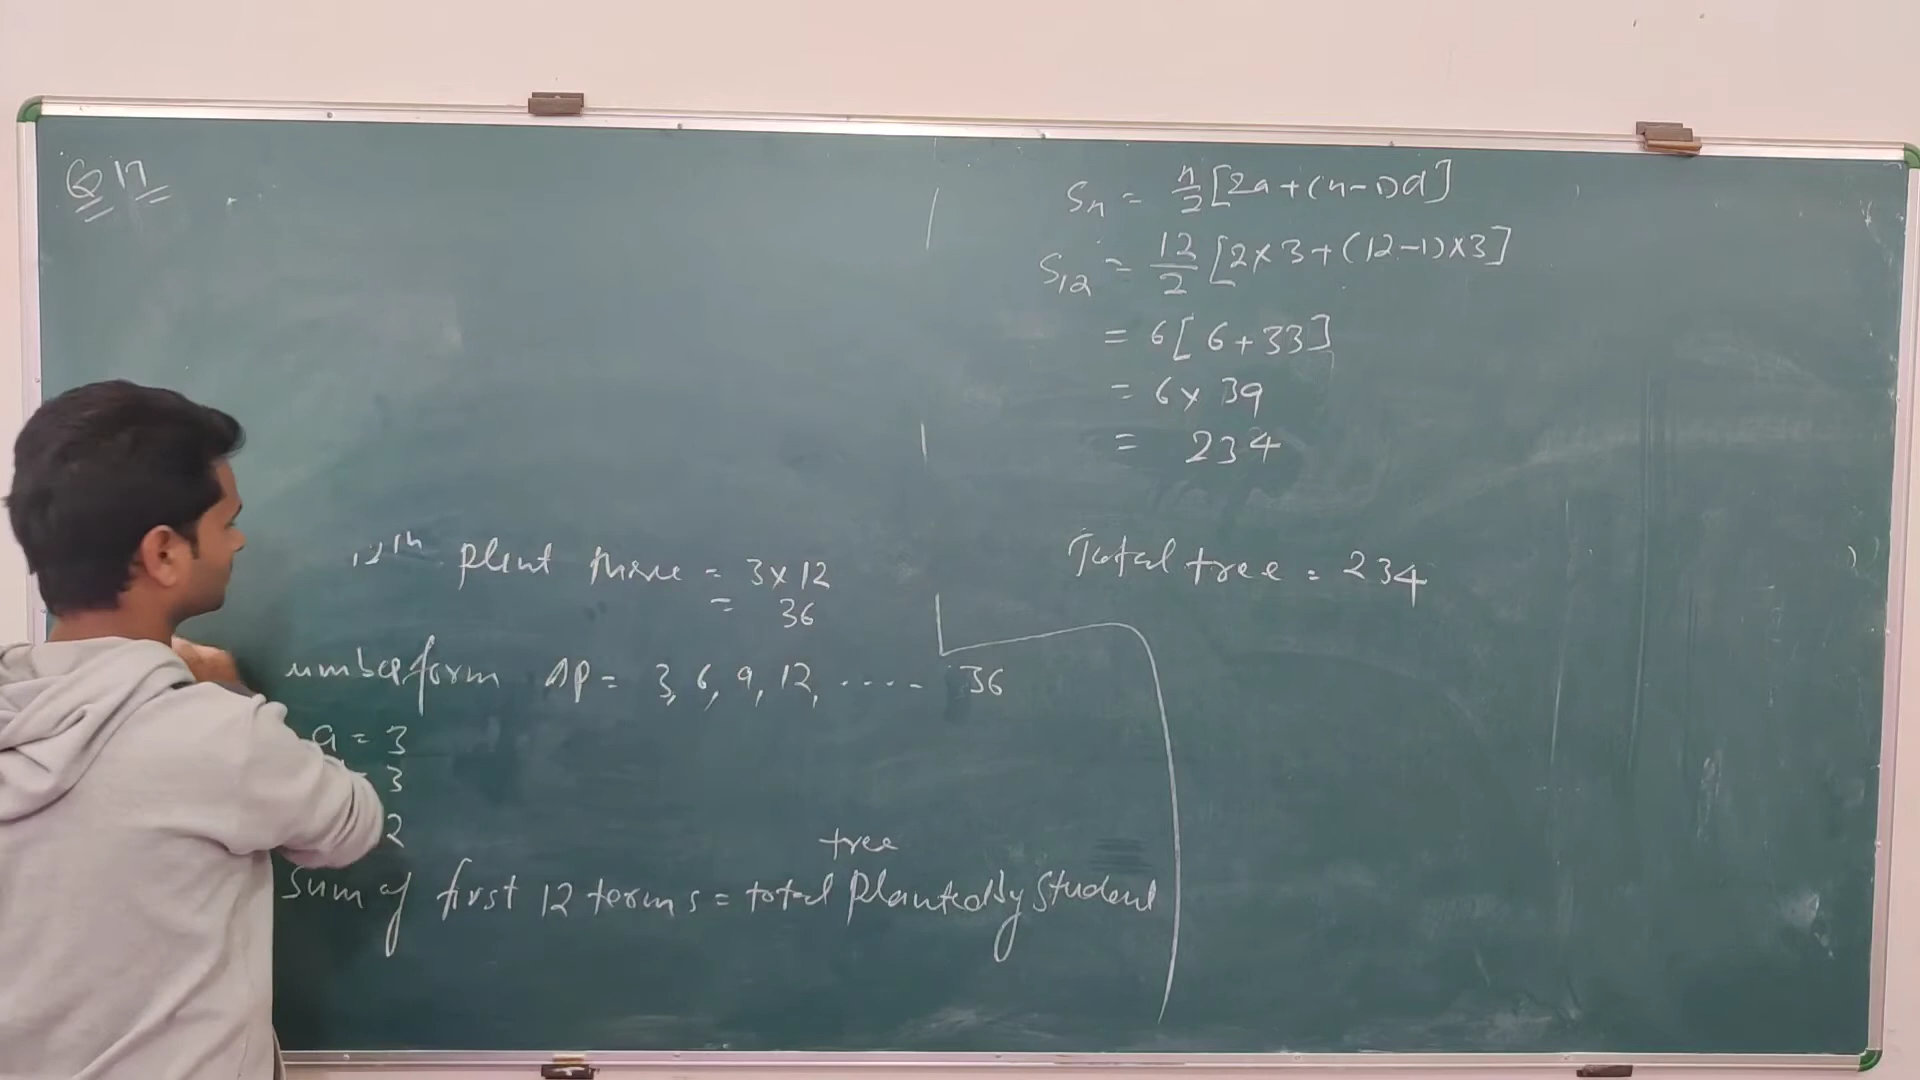 Q 17
12th plant three = 3×12
= 36
number form AP = 3, 6, 9, 12, ..... 36
a = 3
= 3
2
tree
Sum of first 12 terms = total planted by student
Sn = n/2 [2a + (n-1)d]
S12 = 12/2 [2×3 + (12-1)×3]
= 6[6+33]
= 6 × 39
= 234
Total tree = 234